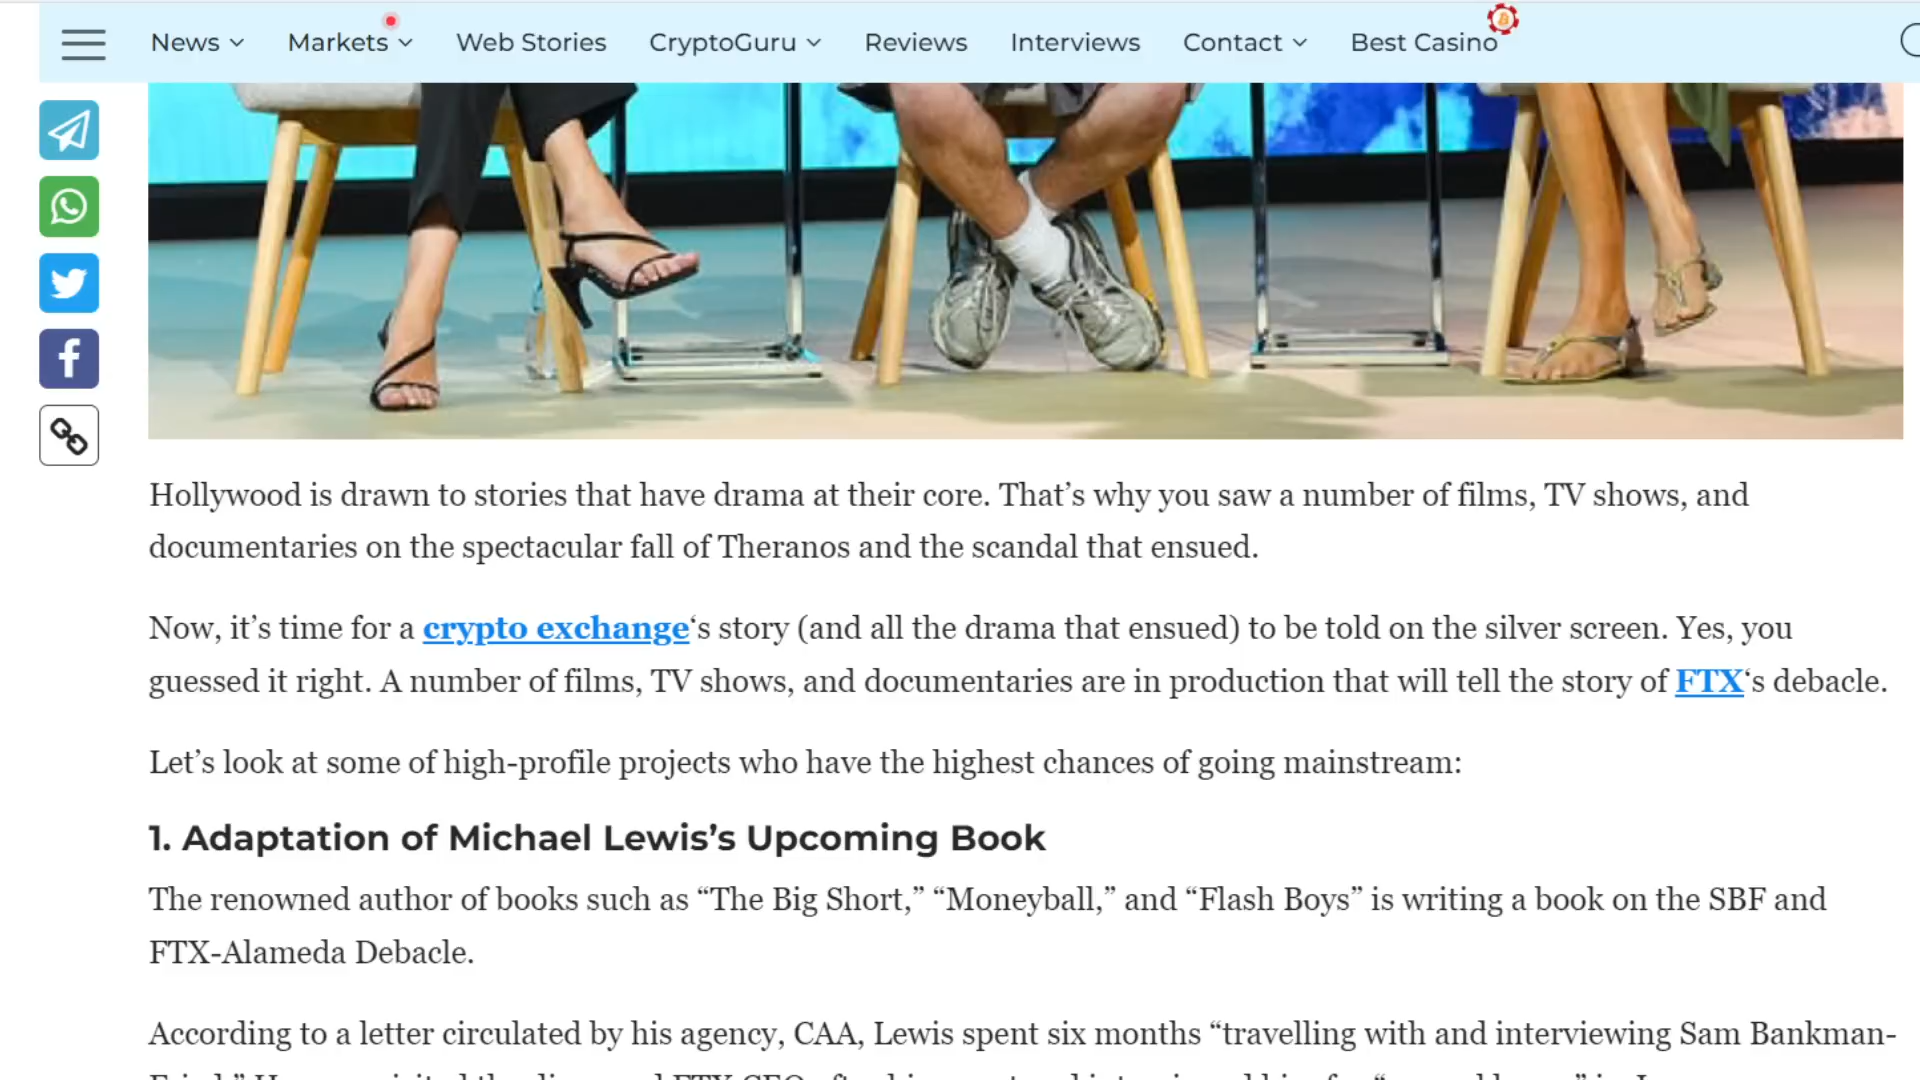 News
Markets
Web Stories
CryptoGuru
Reviews
Interviews
Contact
Best Casino
Hollywood is drawn to stories that have drama at their core. That’s why you saw a number of films, TV shows, and
documentaries on the spectacular fall of Theranos and the scandal that ensued.
Now, it’s time for a crypto exchange‘s story (and all the drama that ensued) to be told on the silver screen. Yes, you
guessed it right. A number of films, TV shows, and documentaries are in production that will tell the story of FTX‘s debacle.
Let’s look at some of high-profile projects who have the highest chances of going mainstream:
1. Adaptation of Michael Lewis’s Upcoming Book
The renowned author of books such as “The Big Short,” “Moneyball,” and “Flash Boys” is writing a book on the SBF and
FTX-Alameda Debacle.
According to a letter circulated by his agency, CAA, Lewis spent six months “travelling with and interviewing Sam Bankman-